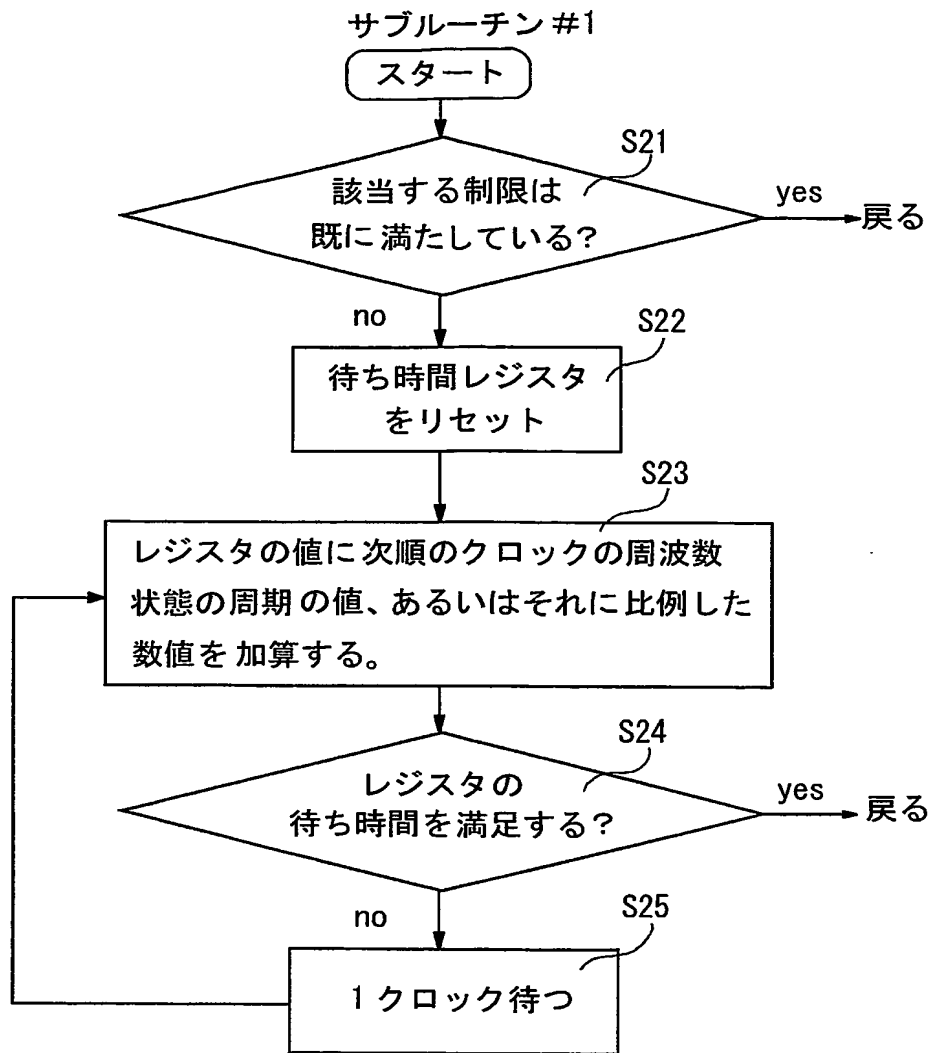 サブルーチン #1
スタート
S21
該当する制限は
既に満たしている?
yes
戻る
no
S22
待ち時間レジスタ
をリセット
S23
レジスタの値に次順のクロックの周波数
状態の周期の値、あるいはそれに比例した
数値を加算する。
S24
レジスタの
待ち時間を満足する?
yes
戻る
no
S25
1クロック待つ